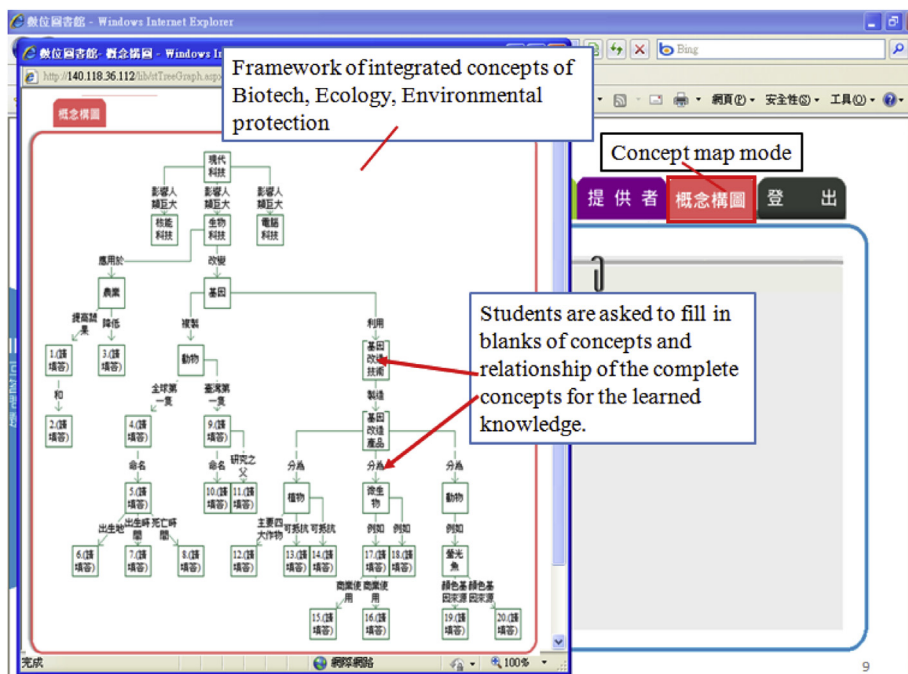 數位圖書館 - Windows Internet Explorer
數位圖書館- 概念構圖 - Windows In
http://140.118.36.112/lib/stTreeGraph.aspx
Bing
網頁(P)
安全性(S)
工具(O)
Framework of integrated concepts of
Biotech, Ecology, Environmental
protection
Concept map mode
概念構圖
提供者
概念構圖
登 出
現代
科技
影響人
類巨大
影響人
類巨大
影響人
類巨大
核能
科技
生物
科技
電腦
科技
應用於
改變
農業
基因
提高蔬
果
降低
複製
利用
1.(請
填答)
3.(請
填答)
動物
基因
改造
技術
Students are asked to fill in
blanks of concepts and
relationship of the complete
concepts for the learned
knowledge.
和
全球第
一隻
臺灣第
一隻
製造
2.(請
填答)
4.(請
填答)
9.(請
填答)
基因
改造
產品
命名
命名
研究之
父
分為
分為
分為
5.(請
填答)
10.(請
填答)
11.(請
填答)
植物
微生
物
動物
出生地
出生時
間
死亡時
間
主要四
大作物
可抵抗
可抵抗
例如
例如
例如
6.(請
填答)
7.(請
填答)
8.(請
填答)
12.(請
填答)
13.(請
填答)
14.(請
填答)
17.(請
填答)
18.(請
填答)
螢光
魚
商業使
用
商業使
用
顏色基
因來源
顏色基
因來源
15.(請
填答)
16.(請
填答)
19.(請
填答)
20.(請
填答)
完成
網際網路
100%
9